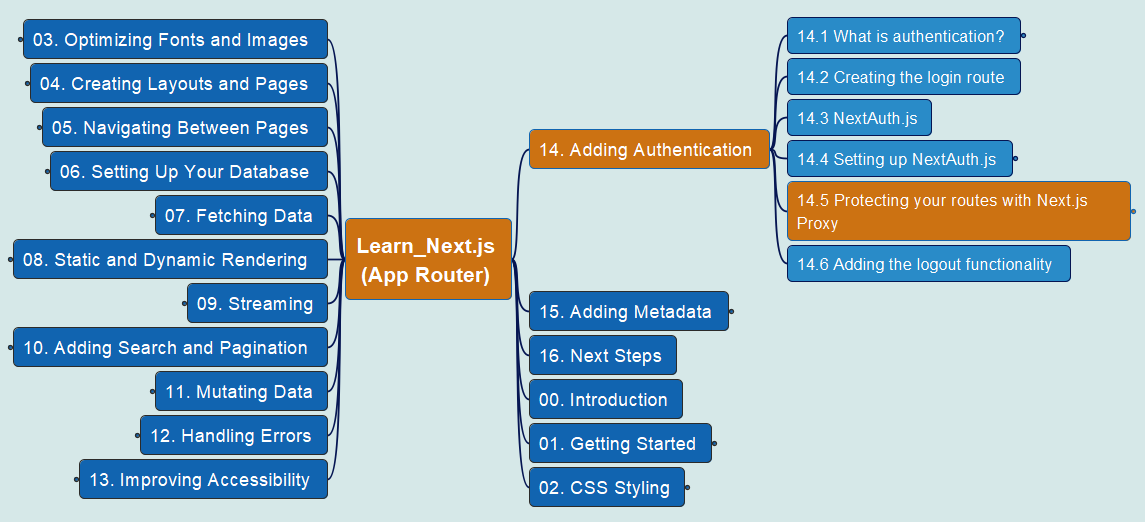 03. Optimizing Fonts and Images
04. Creating Layouts and Pages
05. Navigating Between Pages
06. Setting Up Your Database
07. Fetching Data
08. Static and Dynamic Rendering
09. Streaming
10. Adding Search and Pagination
11. Mutating Data
12. Handling Errors
13. Improving Accessibility
Learn_Next.js
(App Router)
14. Adding Authentication
14.1 What is authentication?
14.2 Creating the login route
14.3 NextAuth.js
14.4 Setting up NextAuth.js
14.5 Protecting your routes with Next.js
Proxy
14.6 Adding the logout functionality
15. Adding Metadata
16. Next Steps
00. Introduction
01. Getting Started
02. CSS Styling